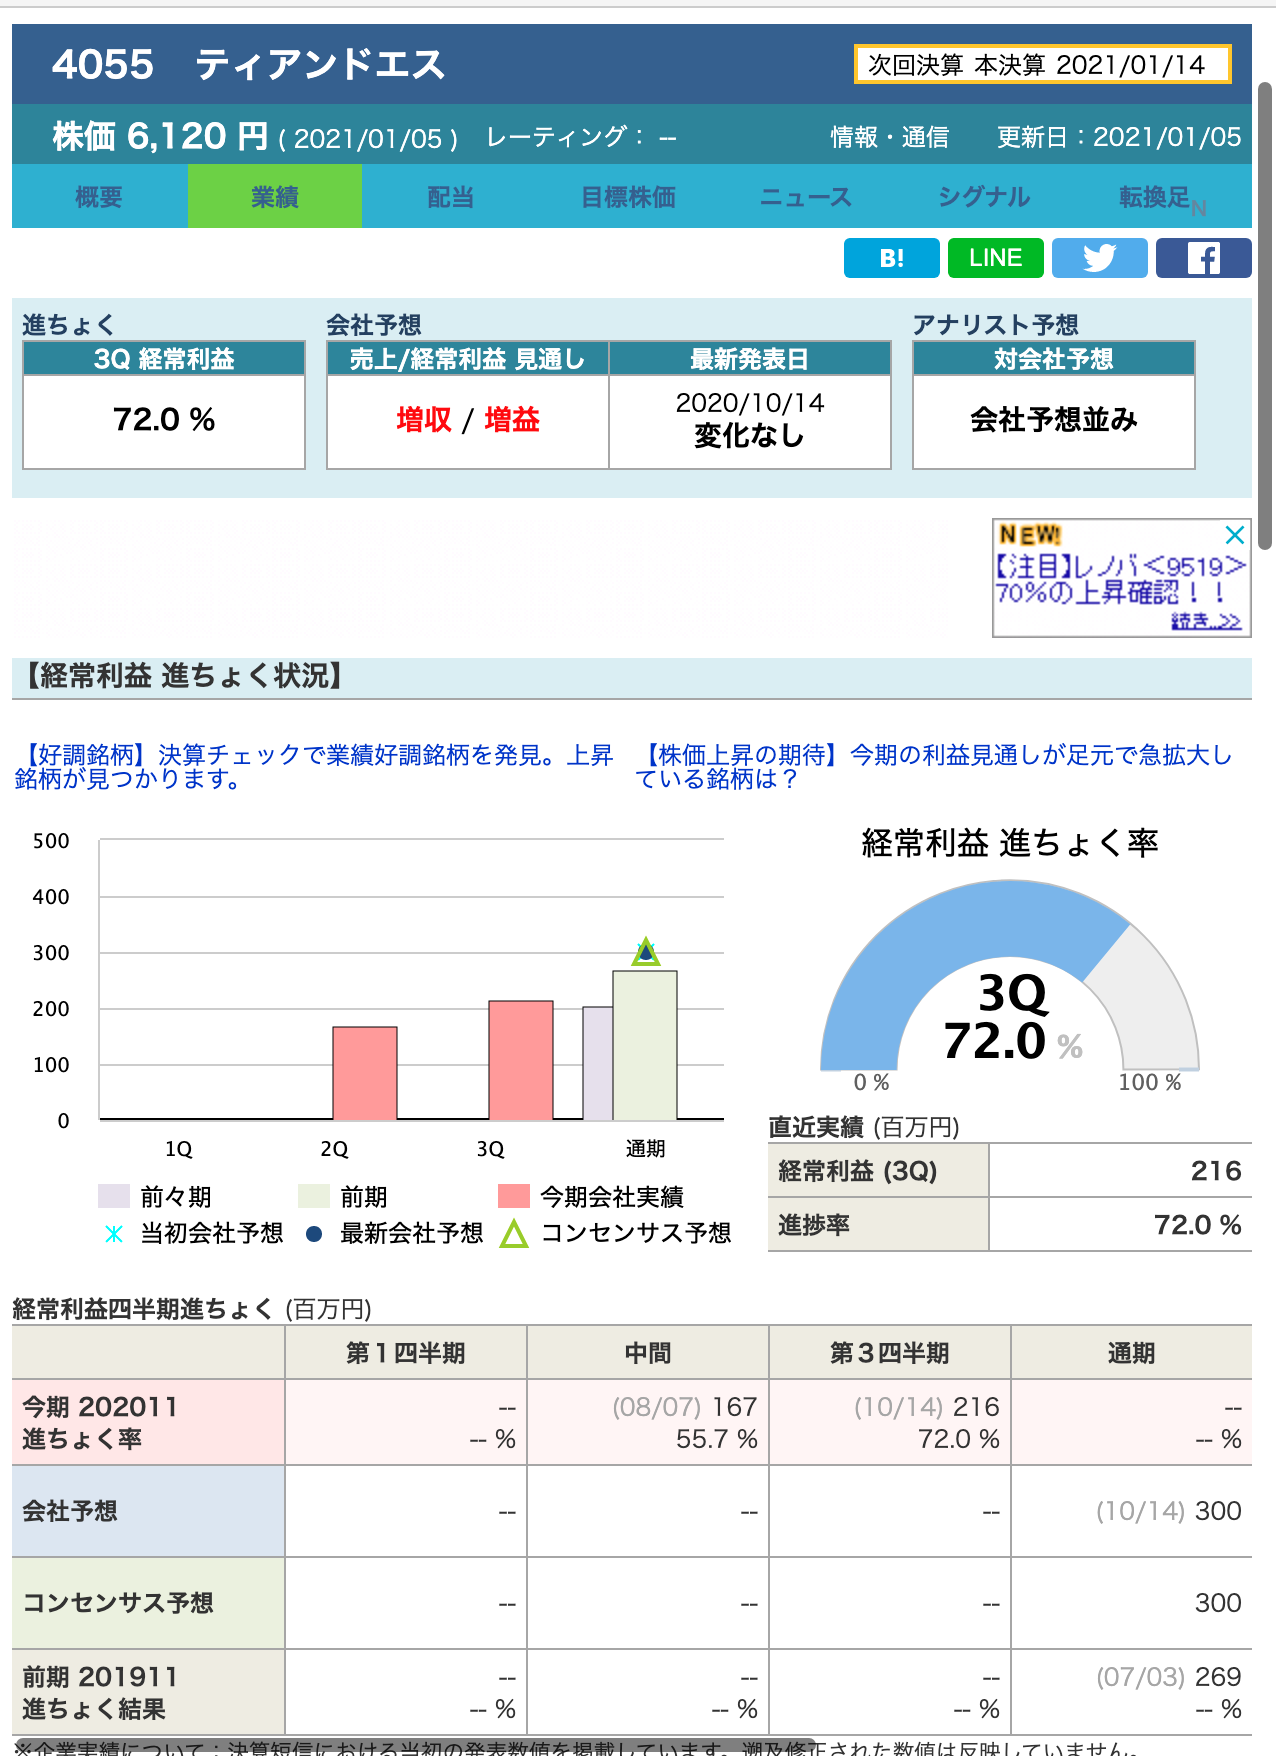 4055　ティアンドエス
次回決算 本決算 2021/01/14
株価 6,120 円 ( 2021/01/05 )　レーティング： --
情報・通信　更新日：2021/01/05
概要　業績　配当　目標株価　ニュース　シグナル　転換足N
B!　LINE
進ちょく　会社予想　アナリスト予想
3Q 経常利益　売上/経常利益 見通し　最新発表日　対会社予想
72.0 %　増収 / 増益　2020/10/14　会社予想並み
変化なし
NEW!
【注目】レノバ<9519>
70%の上昇確認！！
続き..>>
【経常利益 進ちょく状況】
【好調銘柄】決算チェックで業績好調銘柄を発見。上昇
銘柄が見つかります。
【株価上昇の期待】今期の利益見通しが足元で急拡大し
ている銘柄は？
500
400
300
200
100
0
1Q　2Q　3Q　通期
前々期　前期　今期会社実績
当初会社予想　最新会社予想　コンセンサス予想
経常利益 進ちょく率
3Q
72.0 %
0 %　100 %
直近実績 (百万円)
経常利益 (3Q)　216
進捗率　72.0 %
経常利益四半期進ちょく (百万円)
第１四半期　中間　第３四半期　通期
今期 202011　--　(08/07) 167　(10/14) 216　--
進ちょく率　-- %　55.7 %　72.0 %　-- %
会社予想　--　--　--　(10/14) 300
コンセンサス予想　--　--　--　300
前期 201911　--　--　--　(07/03) 269
進ちょく結果　-- %　-- %　-- %　-- %
※企業実績について：決算短信における当初の発表数値を掲載しています。遡及修正された数値は反映していません。